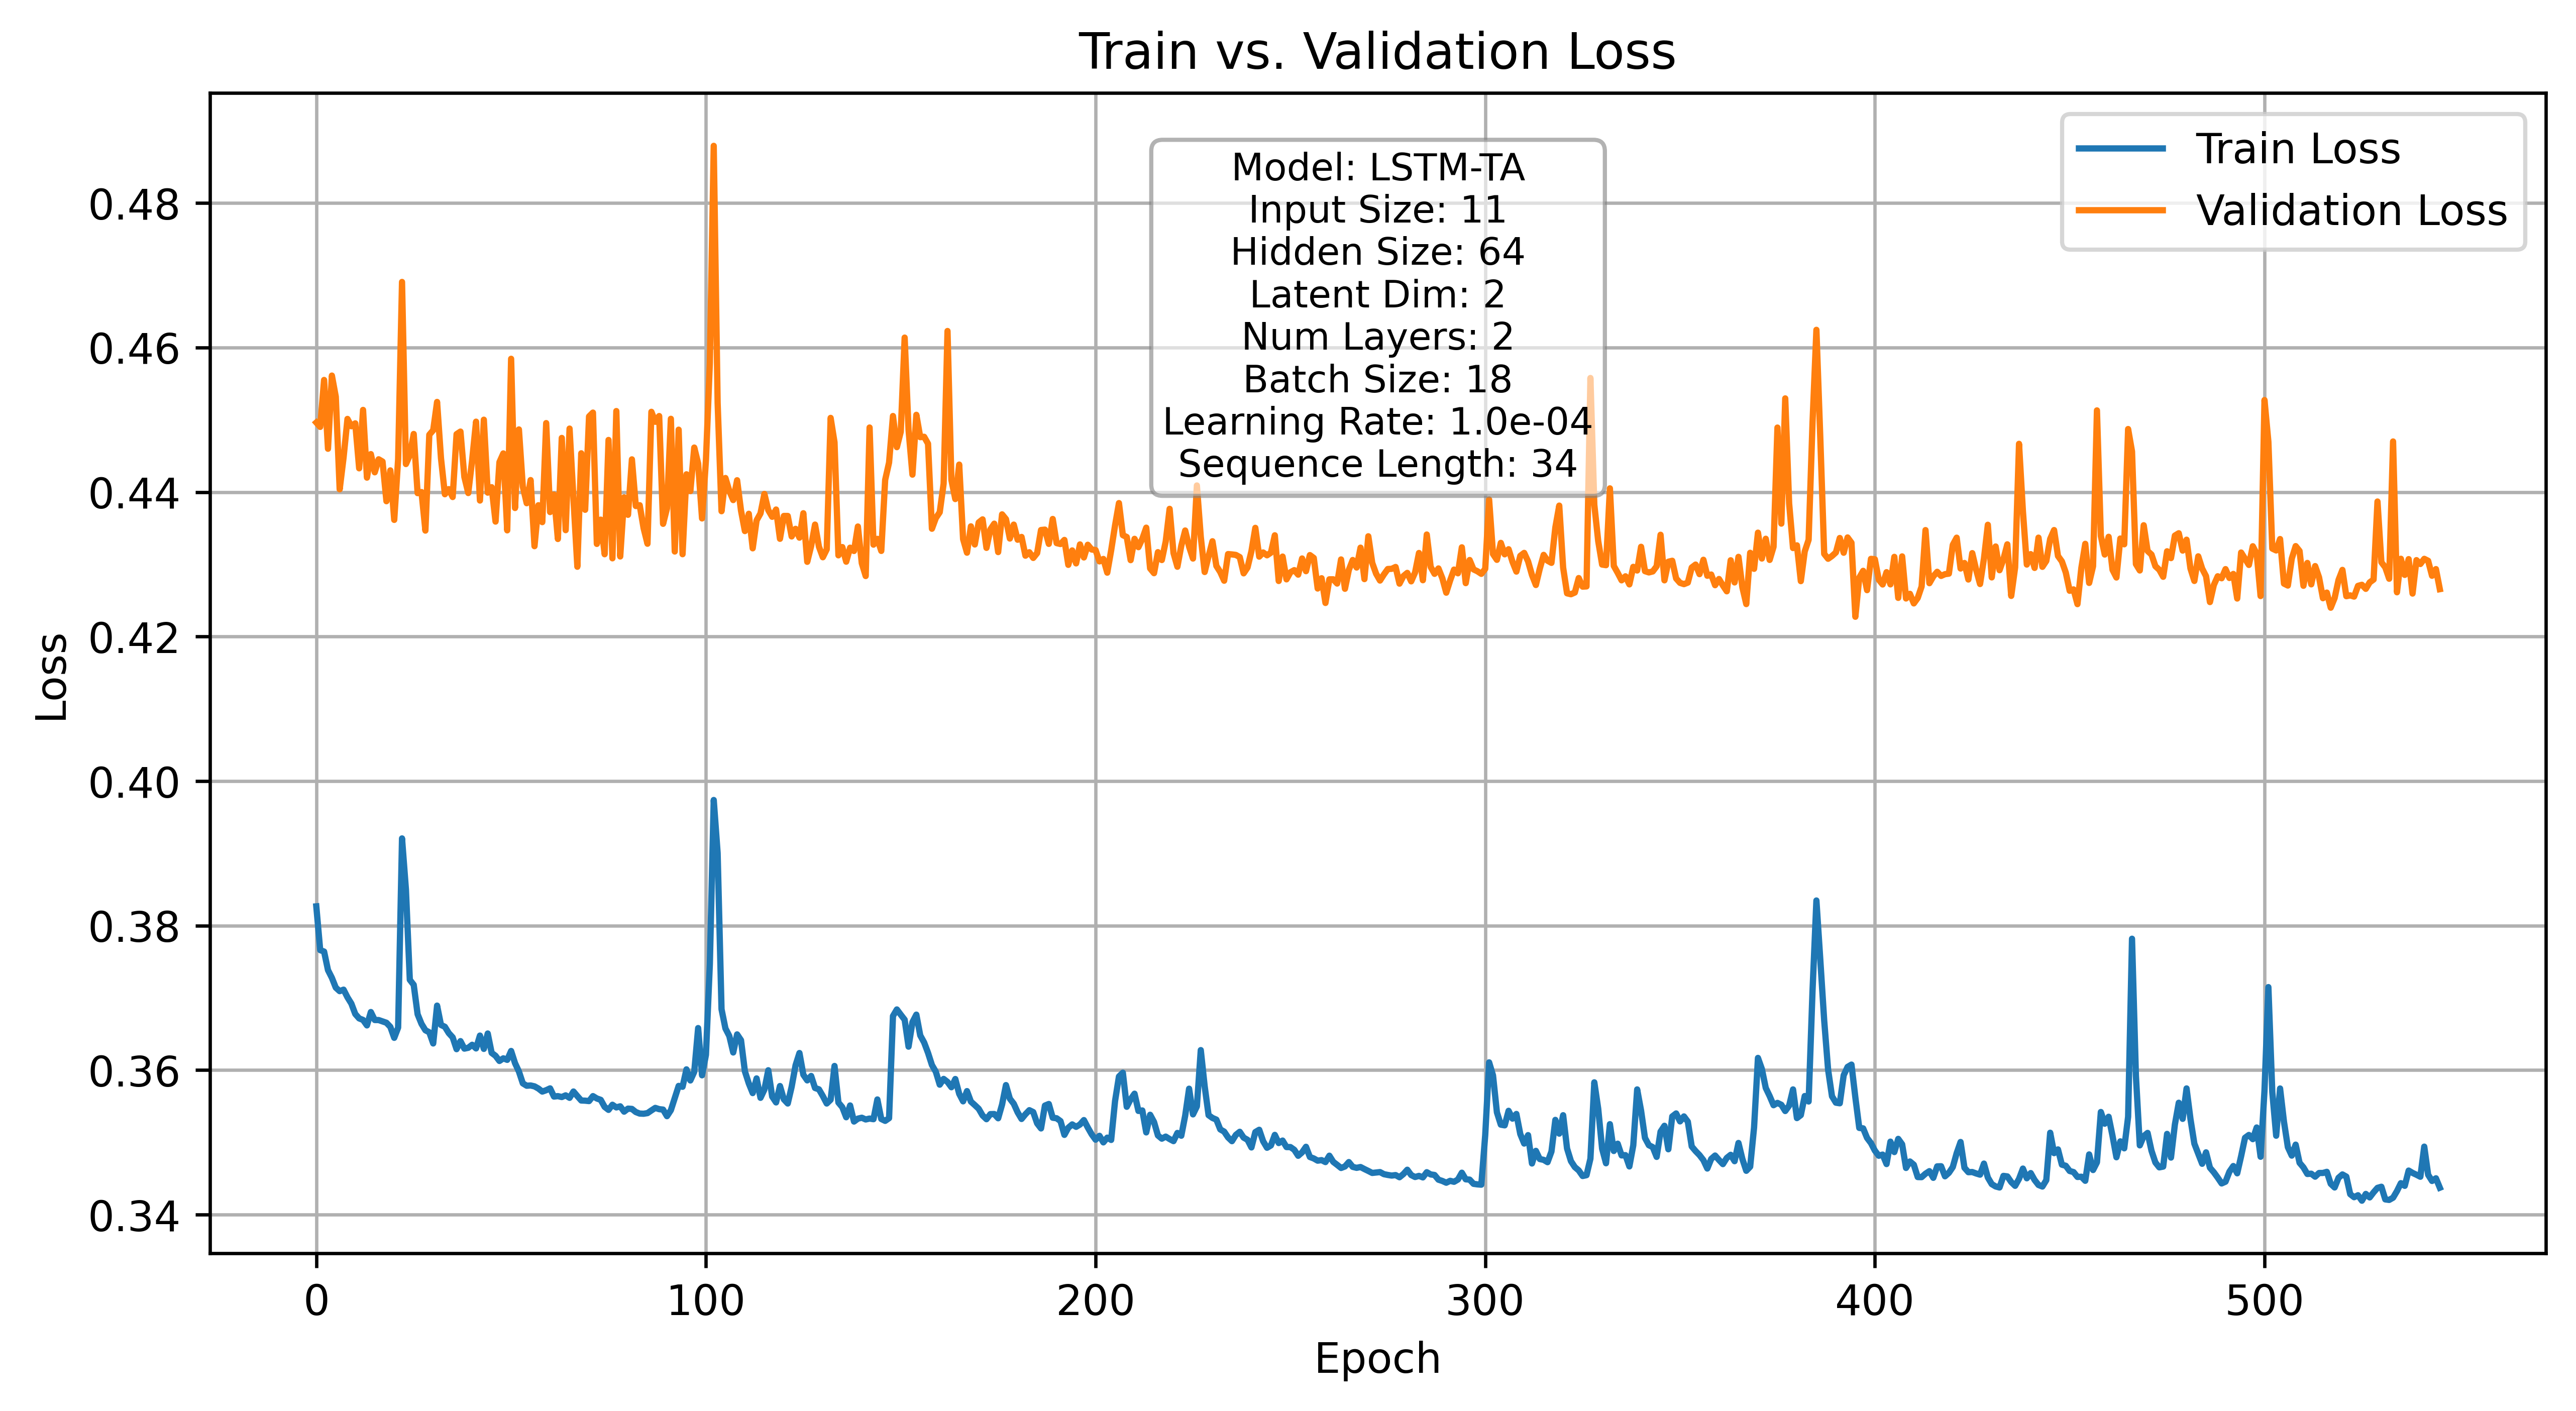 Train vs. Validation Loss
Model: LSTM-TA
Input Size: 11
Hidden Size: 64
Latent Dim: 2
Num Layers: 2
Batch Size: 18
Learning Rate: 1.0e-04
Sequence Length: 34
Train Loss
Validation Loss
Loss
0.48
0.46
0.44
0.42
0.40
0.38
0.36
0.34
0 100 200 300 400 500
Epoch